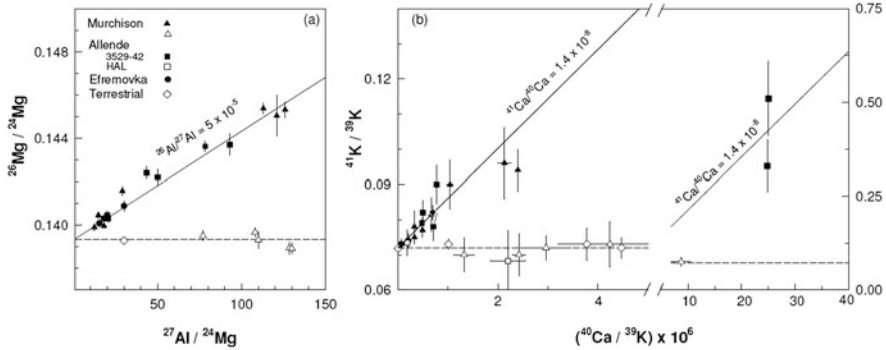 (a)
Murchison
Allende
3529-42
HAL
Efremovka
Terrestrial
²⁶Al/²⁷Al = 5 x 10⁻⁵
0.148
0.144
0.140
²⁶Mg / ²⁴Mg
50
100
150
²⁷Al / ²⁴Mg
(b)
⁴¹Ca/⁴⁰Ca = 1.4 x 10⁻⁸
0.12
0.09
0.06
⁴¹K / ³⁹K
0
2
4
⁴¹Ca/⁴⁰Ca = 1.4 x 10⁻⁸
0.75
0.50
0.25
0.00
10
20
30
40
(⁴⁰Ca / ³⁹K) x 10⁶